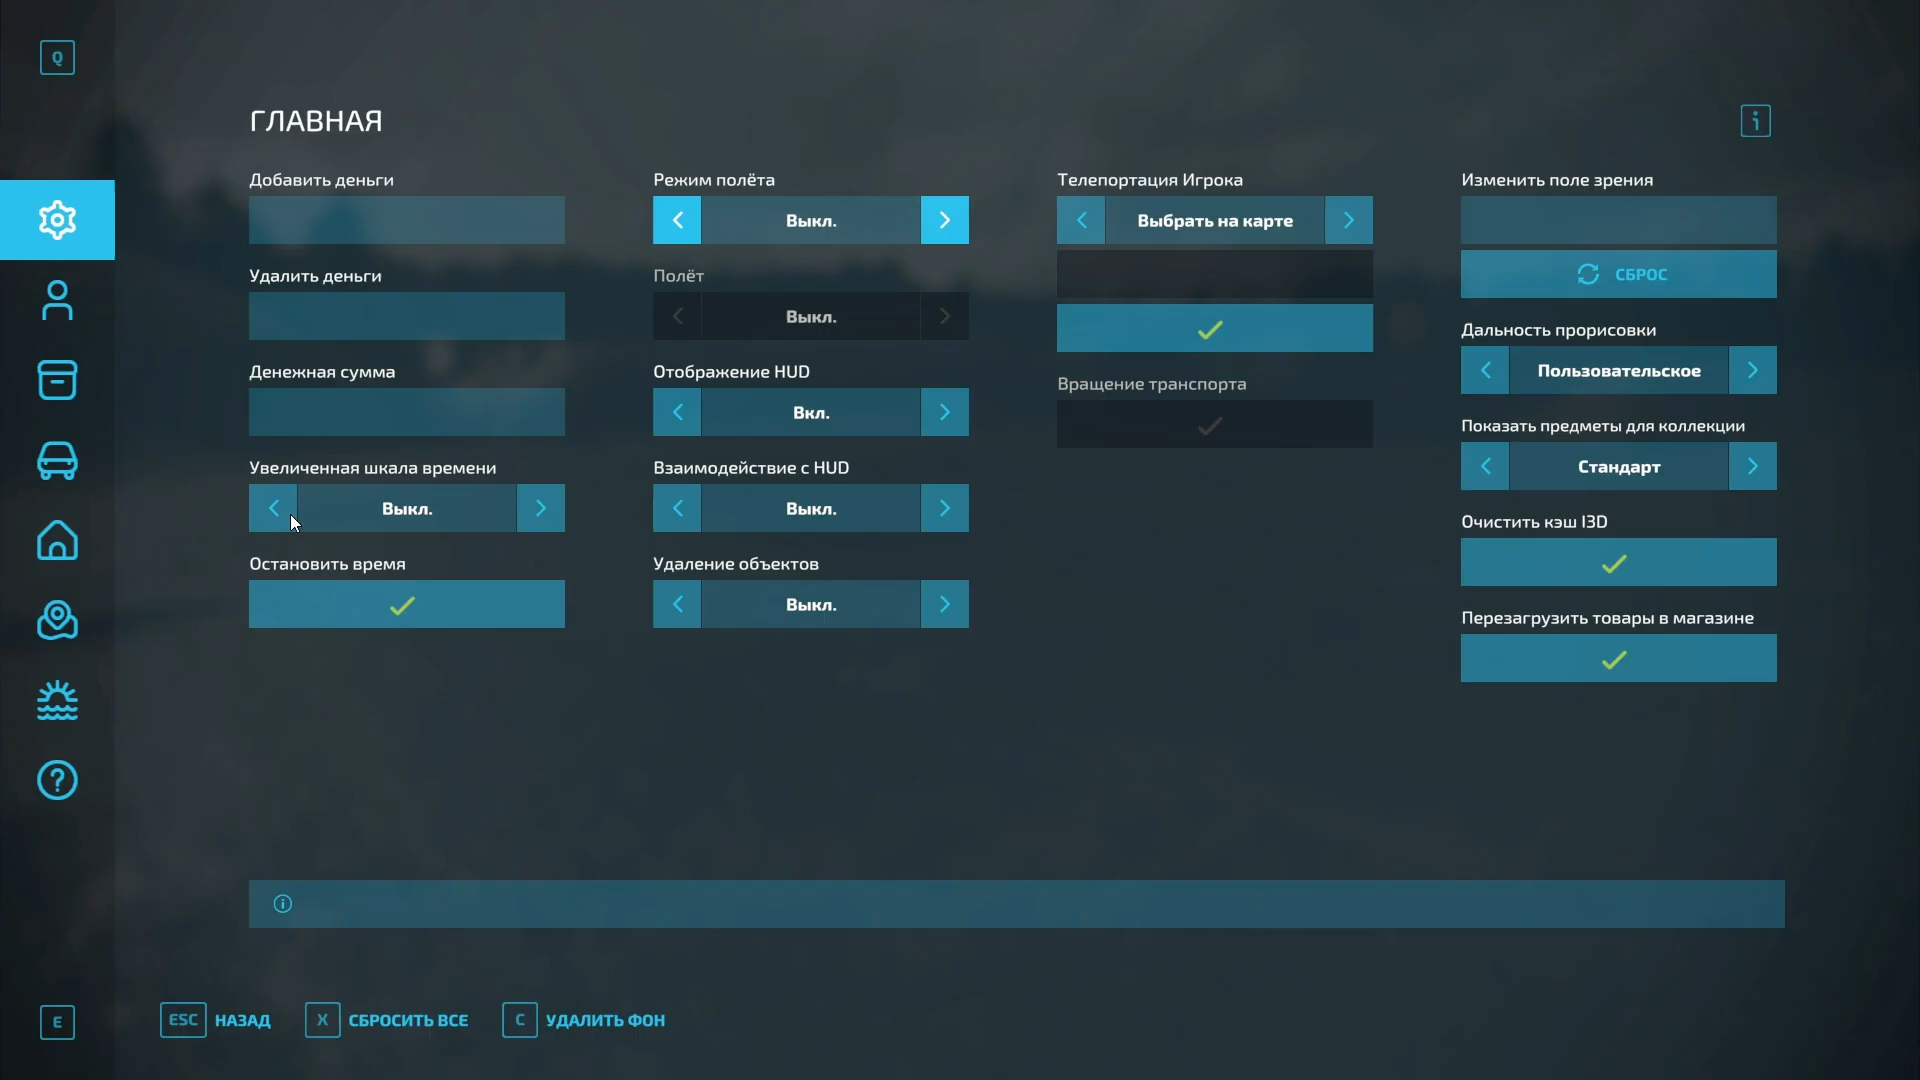 Q
ГЛАВНАЯ
Добавить деньги
Удалить деньги
Денежная сумма
Увеличенная шкала времени
Выкл.
Остановить время
Режим полёта
Выкл.
Полёт
Выкл.
Отображение HUD
Вкл.
Взаимодействие с HUD
Выкл.
Удаление объектов
Выкл.
Телепортация Игрока
Выбрать на карте
Вращение транспорта
Изменить поле зрения
СБРОС
Дальность прорисовки
Пользовательское
Показать предметы для коллекции
Стандарт
Очистить кэш I3D
Перезагрузить товары в магазине
E
ESC НАЗАД X СБРОСИТЬ ВСЕ C УДАЛИТЬ ФОН